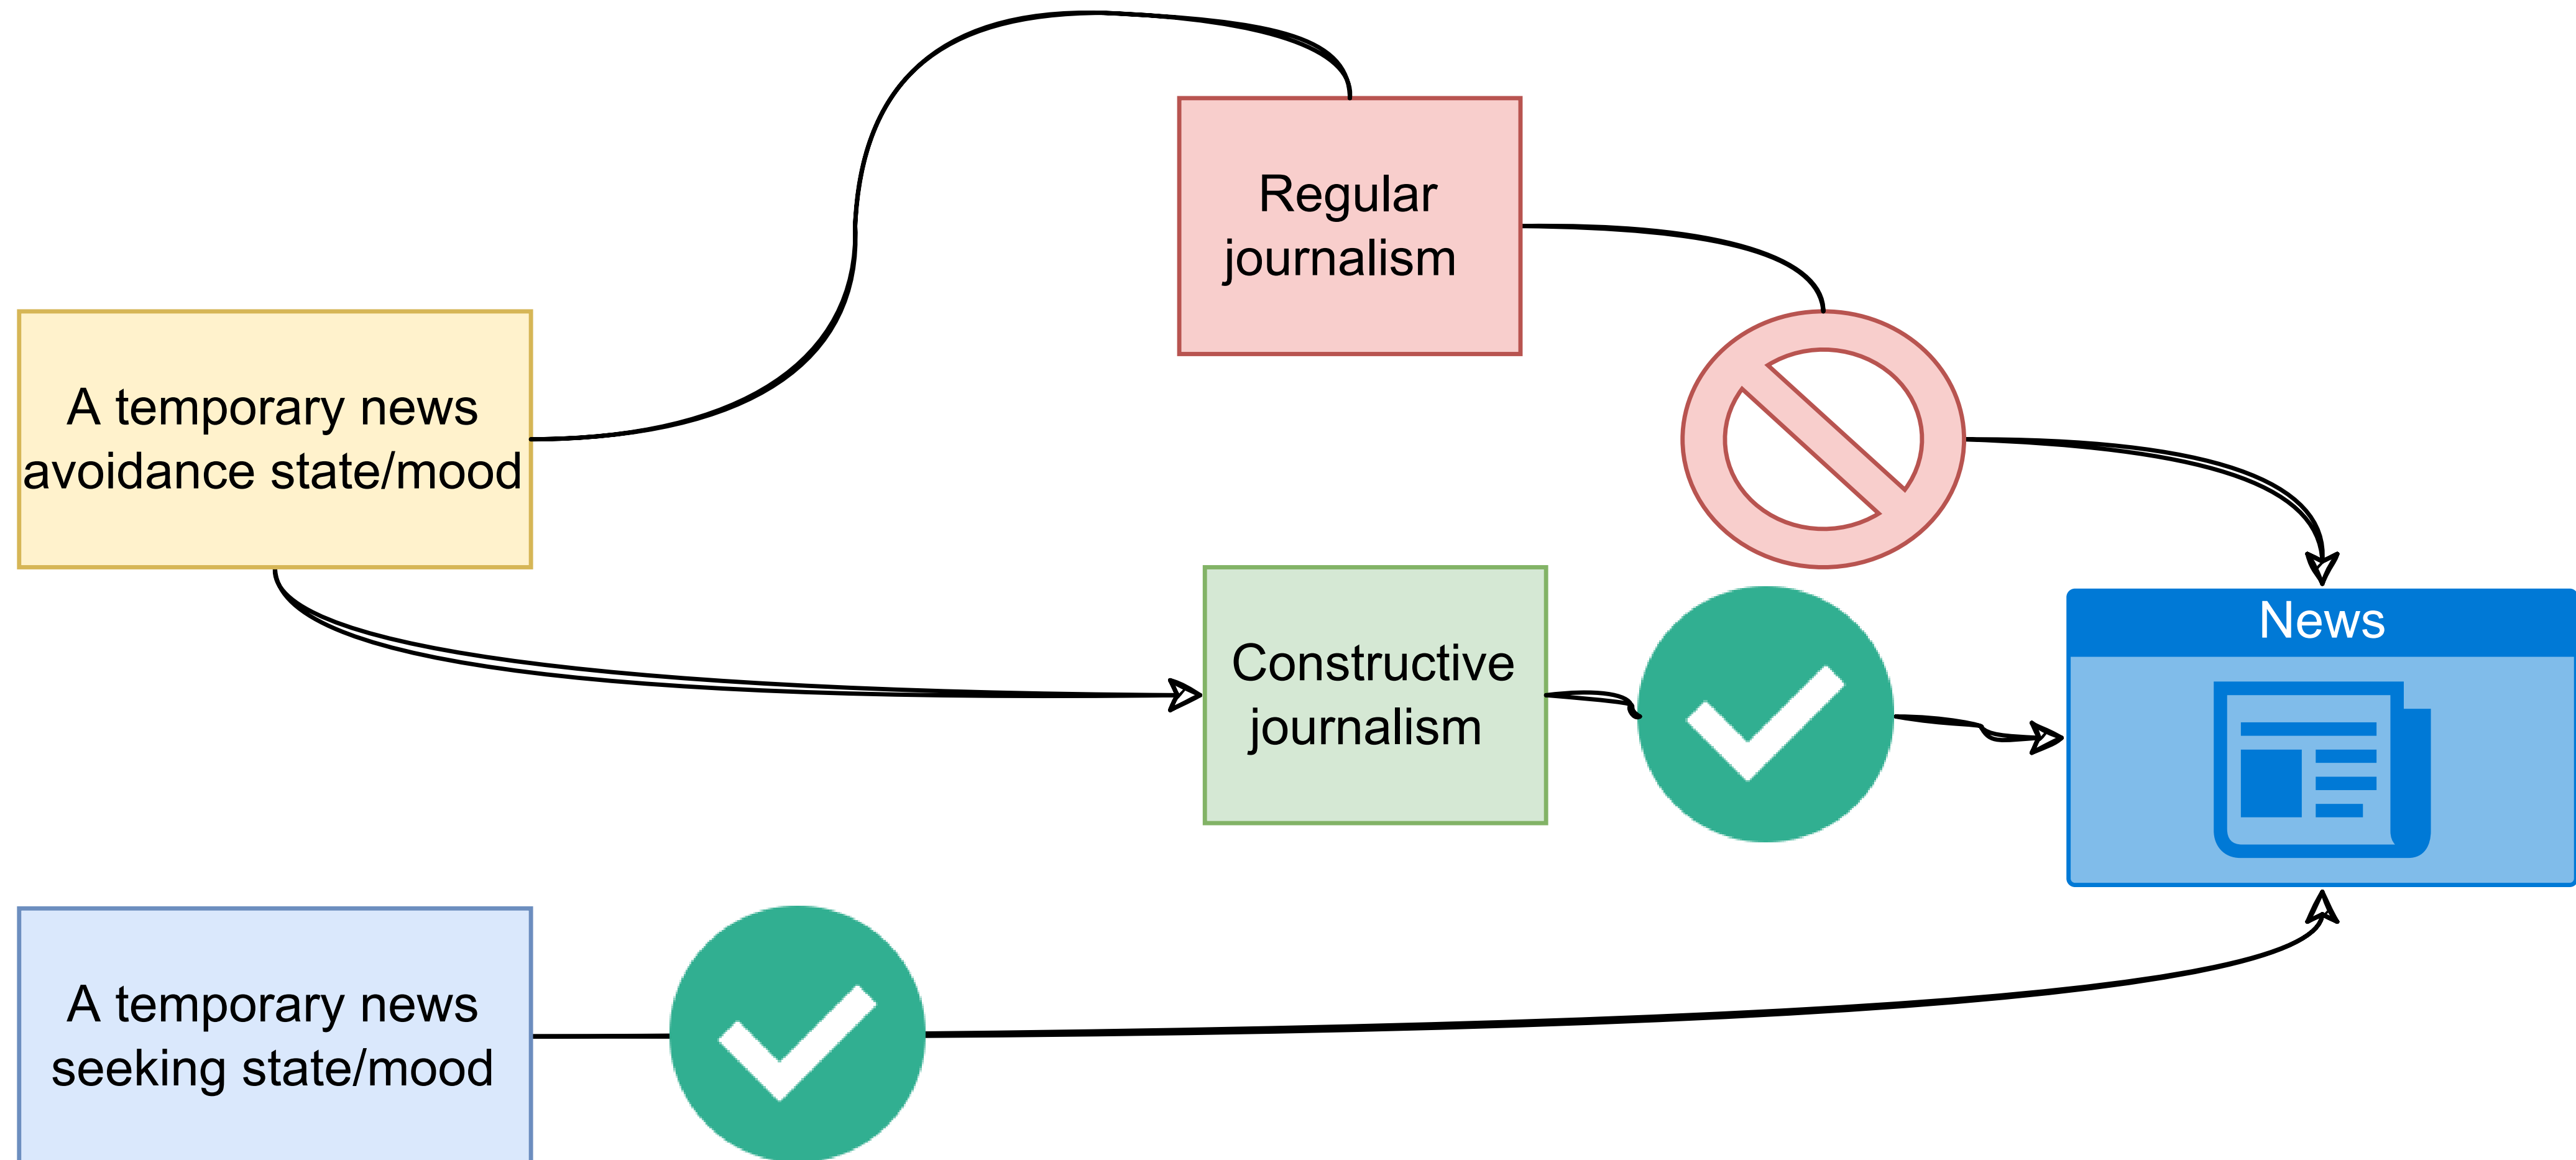 Regular
journalism
A temporary news
avoidance state/mood
News
Constructive
journalism
A temporary news
seeking state/mood